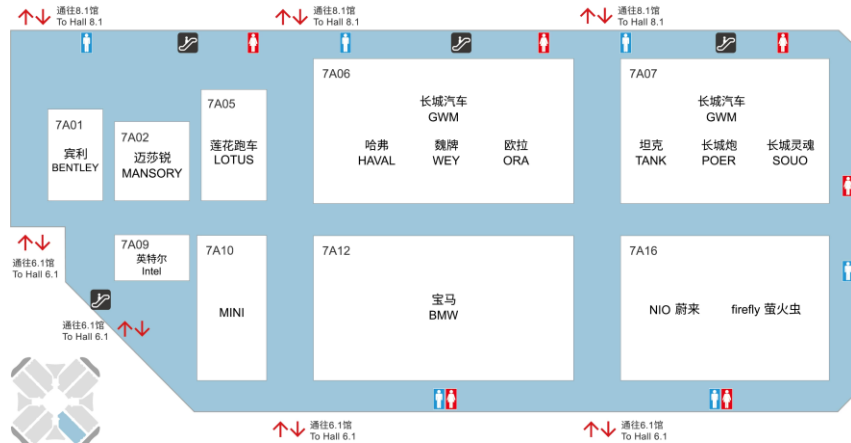 通往8.1馆
To Hall 8.1
通往8.1馆
To Hall 8.1
通往8.1馆
To Hall 8.1
7A01
宾利
BENTLEY
7A02
迈莎锐
MANSORY
7A05
莲花跑车
LOTUS
7A06
长城汽车
GWM
哈弗
HAVAL
魏牌
WEY
欧拉
ORA
7A07
长城汽车
GWM
坦克
TANK
长城炮
POER
长城灵魂
SOUO
通往6.1馆
To Hall 6.1
7A09
英特尔
Intel
7A10
MINI
7A12
宝马
BMW
7A16
NIO 蔚来
firefly 萤火虫
通往6.1馆
To Hall 6.1
通往6.1馆
To Hall 6.1
通往6.1馆
To Hall 6.1